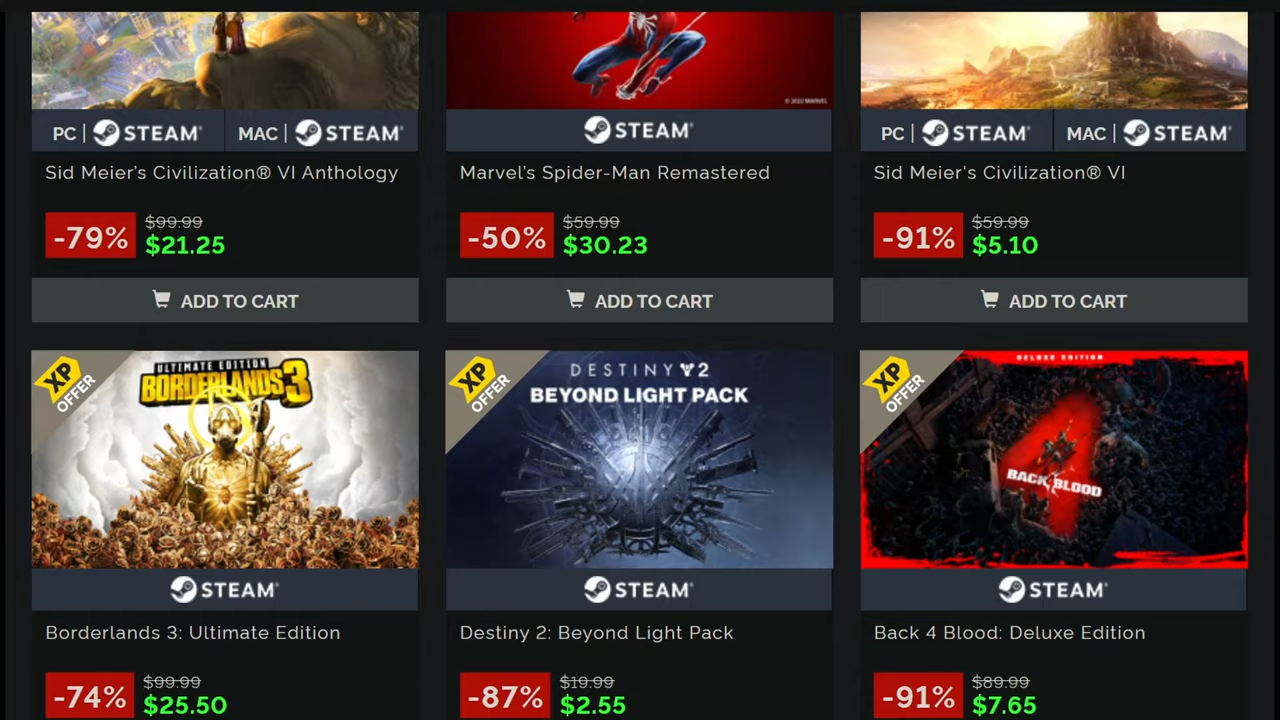 © 2022 MARVEL
PC | STEAM® MAC | STEAM®
STEAM®
PC | STEAM® MAC | STEAM®
Sid Meier's Civilization® VI Anthology
Marvel's Spider-Man Remastered
Sid Meier's Civilization® VI
-79% $99.99
$21.25
-50% $59.99
$30.23
-91% $59.99
$5.10
ADD TO CART
ADD TO CART
ADD TO CART
XP
OFFER
ULTIMATE EDITION
BORDERLANDS 3
XP
OFFER
DESTINY 2
BEYOND LIGHT PACK
XP
OFFER
DELUXE EDITION
4
BACK BLOOD
STEAM®
STEAM®
STEAM®
Borderlands 3: Ultimate Edition
Destiny 2: Beyond Light Pack
Back 4 Blood: Deluxe Edition
-74% $99.99
$25.50
-87% $19.99
$2.55
-91% $89.99
$7.65